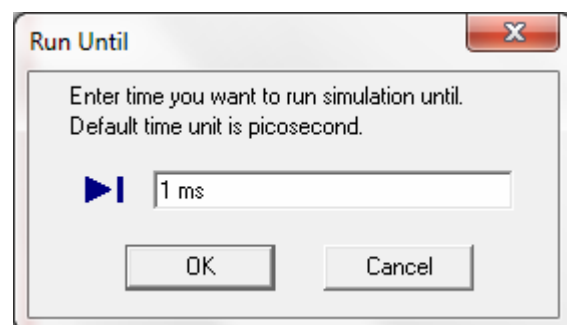 Run Until
Enter time you want to run simulation until.
Default time unit is picosecond.
1 ms
OK
Cancel